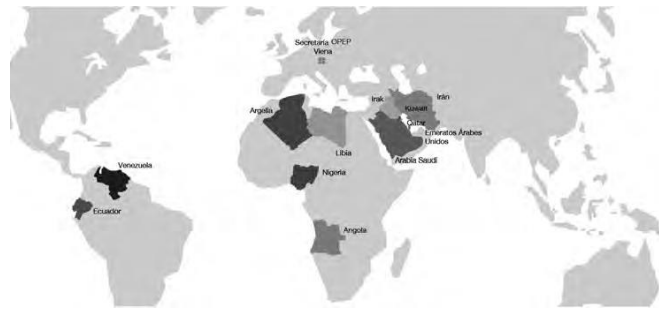 Secretaría OPEP
Viena
Argelia
Libia
Irak
Irán
Kuwait
Qatar
Emeratos Árabes
Unidos
Arabia Saudí
Venezuela
Nigeria
Ecuador
Angola